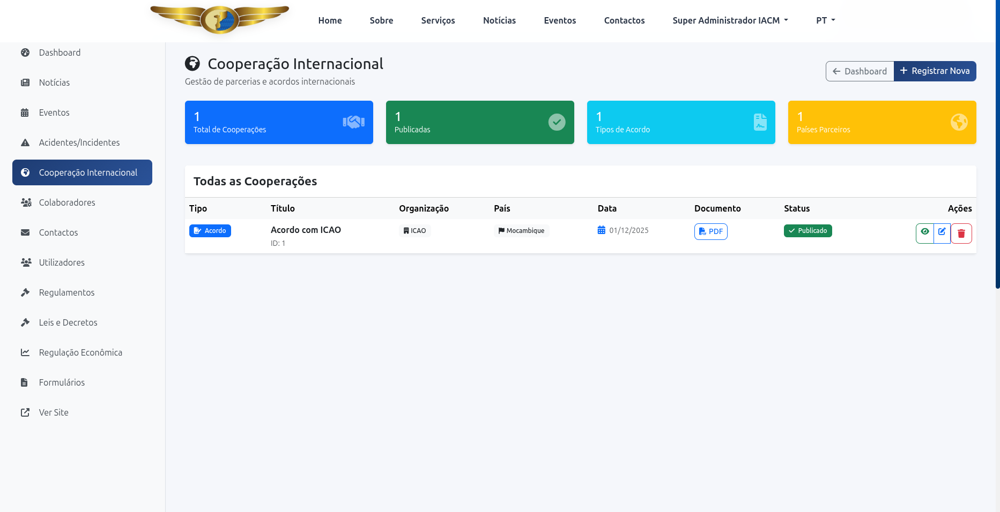 Home Sobre Serviços Notícias Eventos Contactos Super Administrador IACM PT
Dashboard
Notícias
Eventos
Acidentes/Incidentes
Cooperação Internacional
Colaboradores
Contactos
Utilizadores
Regulamentos
Leis e Decretos
Regulação Econômica
Formulários
Ver Site
Cooperação Internacional
Gestão de parcerias e acordos internacionais
Dashboard Registrar Nova
1
Total de Cooperações
1
Publicadas
1
Tipos de Acordo
1
Países Parceiros
Todas as Cooperações
Tipo Título Organização País Data Documento Status Ações
Acordo Acordo com ICAO ICAO Mocambique 01/12/2025 PDF Publicado
ID: 1